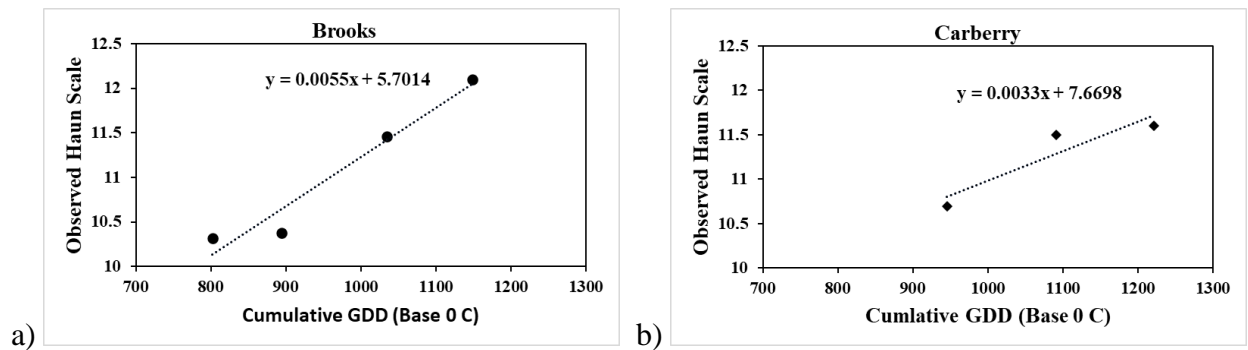 a)
Brooks
y = 0.0055x + 5.7014
Observed Haun Scale
12.5
12
11.5
11
10.5
10
700 800 900 1000 1100 1200 1300
Cumulative GDD (Base 0 C)
b)
Carberry
y = 0.0033x + 7.6698
Observed Haun Scale
12.5
12
11.5
11
10.5
10
700 800 900 1000 1100 1200 1300
Cumlative GDD (Base 0 C)